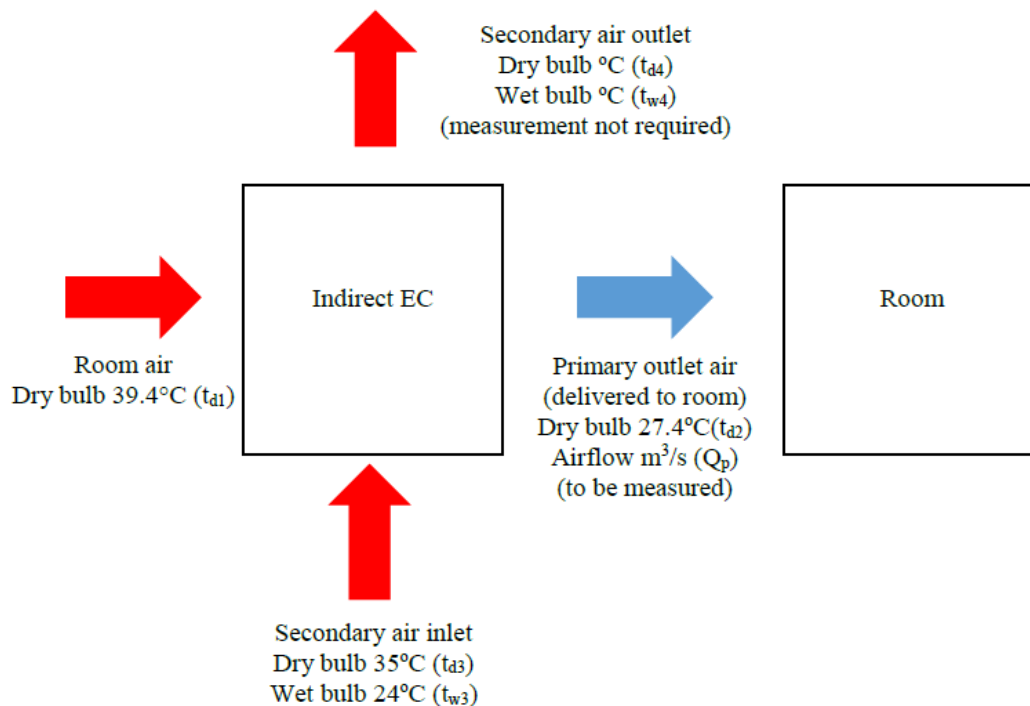 Secondary air outlet
Dry bulb ºC (td4)
Wet bulb ºC (tw4)
(measurement not required)
Indirect EC
Room
Room air
Dry bulb 39.4°C (td1)
Primary outlet air
(delivered to room)
Dry bulb 27.4ºC(td2)
Airflow m³/s (Qp)
(to be measured)
Secondary air inlet
Dry bulb 35ºC (td3)
Wet bulb 24ºC (tw3)